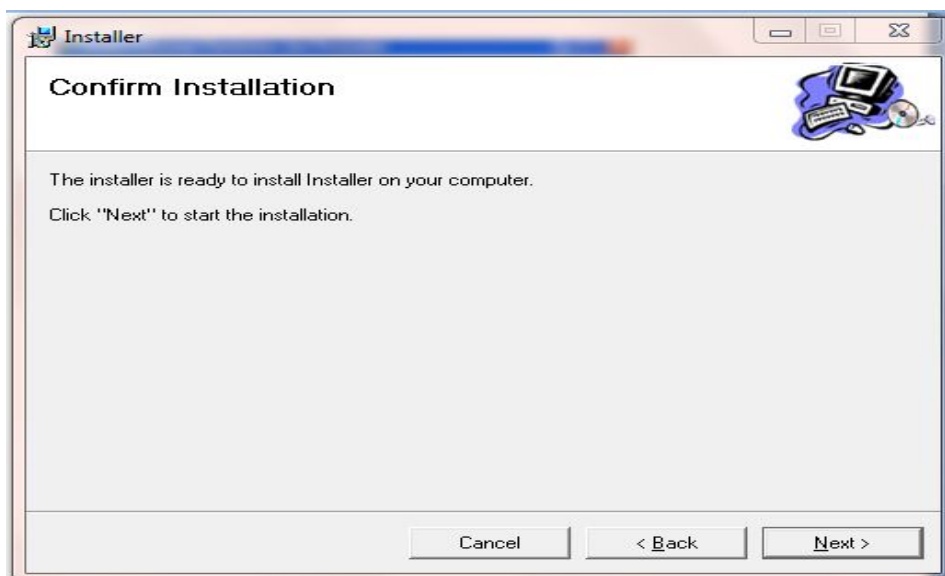 Installer
Confirm Installation
The installer is ready to install Installer on your computer.
Click "Next" to start the installation.
Cancel
< Back
Next >